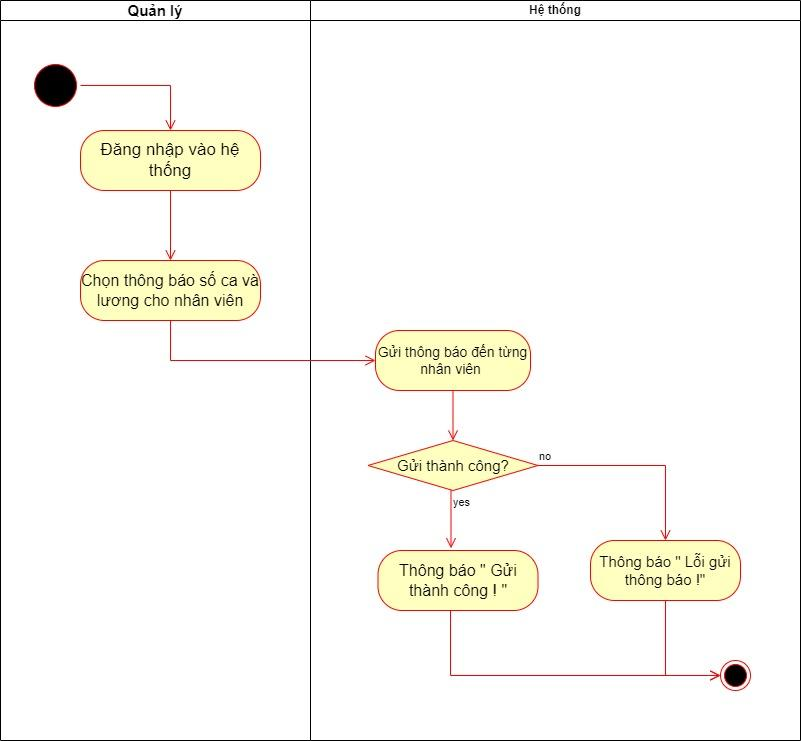 Quản lý
Hệ thống
Đăng nhập vào hệ
thống
Chọn thông báo số ca và
lương cho nhân viên
Gửi thông báo đến từng
nhân viên
Gửi thành công?
no
yes
Thông báo " Gửi
thành công ! "
Thông báo " Lỗi gửi
thông báo !"